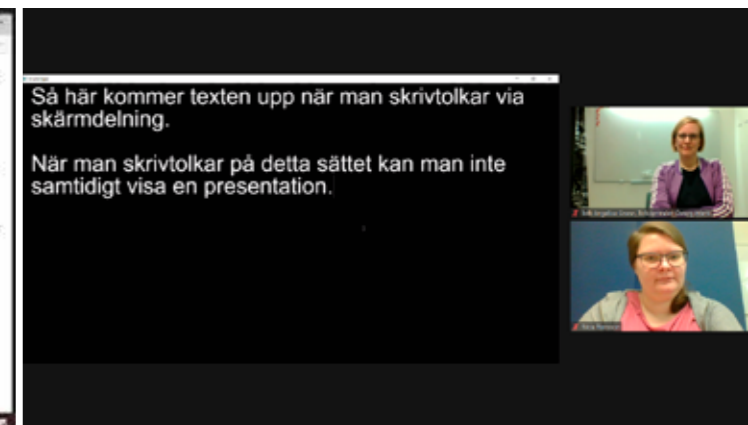 Så här kommer texten upp när man skrivtolkar via
skärmdelning.
När man skrivtolkar på detta sättet kan man inte
samtidigt visa en presentation.